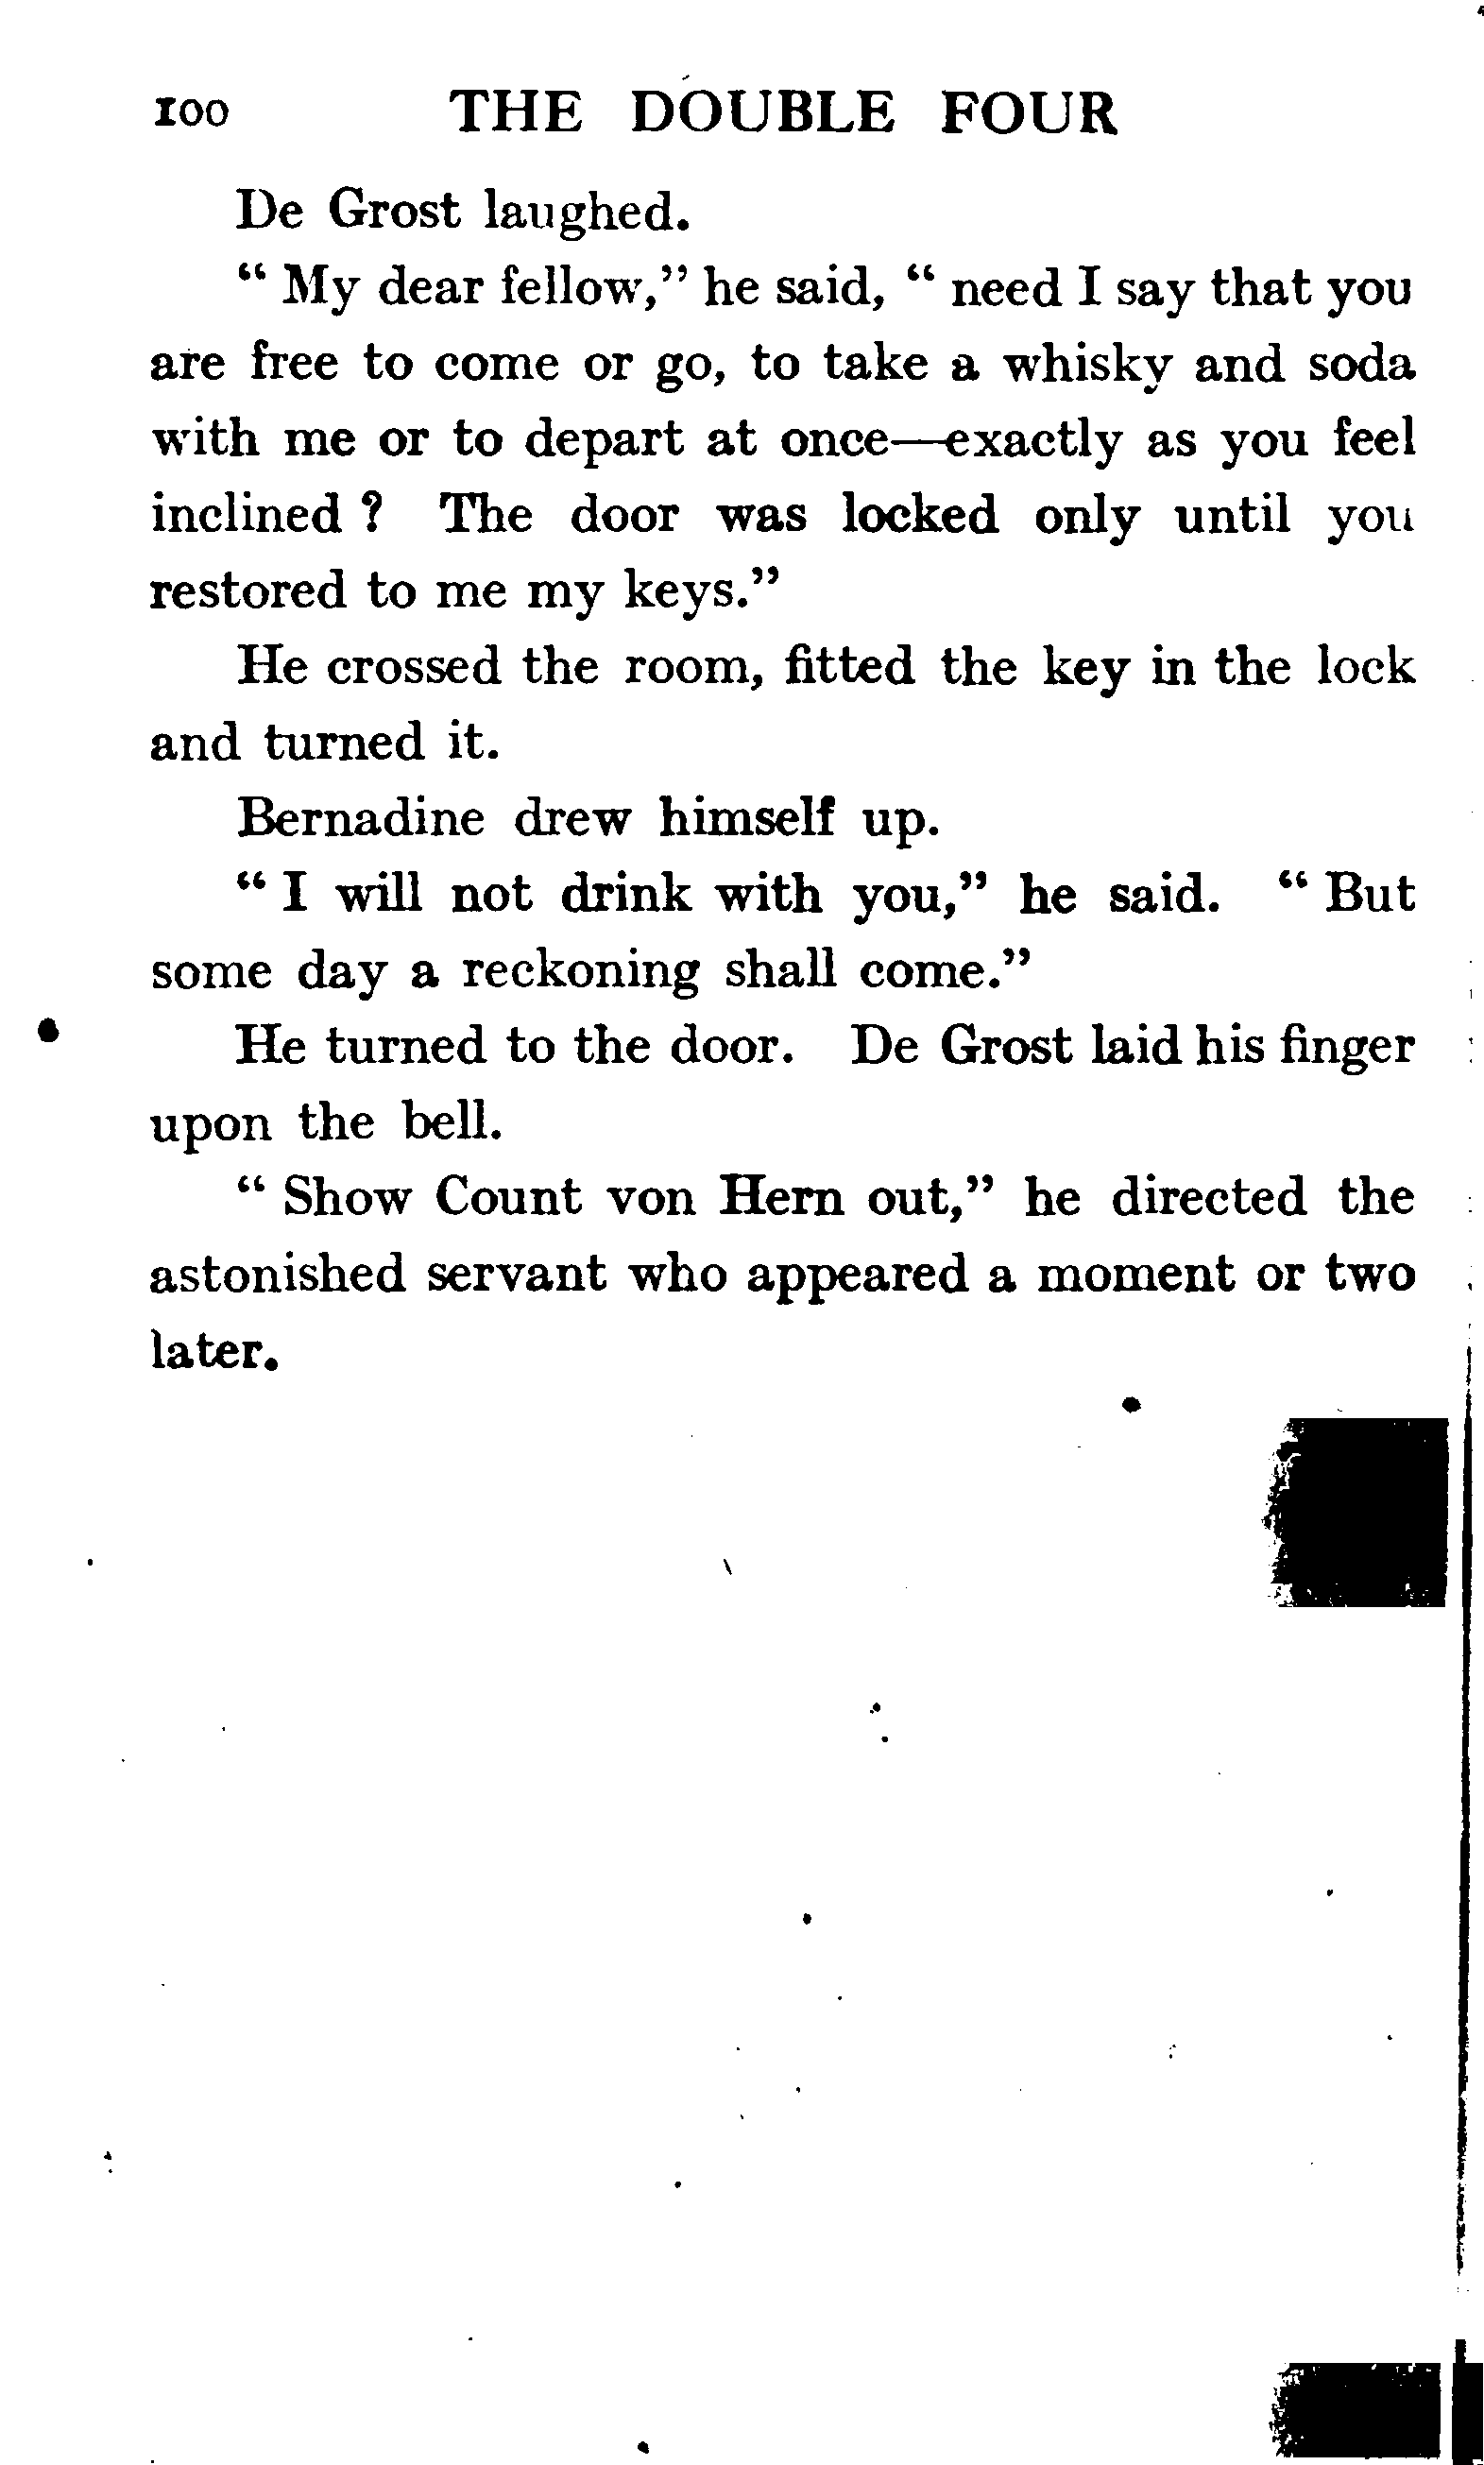 100 THE DOUBLE FOUR
De Grost laughed.
“ My dear fellow,” he said, “ need I say that you
are free to come or go, to take a whisky and soda
with me or to depart at once—exactly as you feel
inclined ? The door was locked only until you
restored to me my keys.”
He crossed the room, fitted the key in the lock
and turned it.
Bernadine drew himself up.
“ I will not drink with you,” he said. “ But
some day a reckoning shall come.”
He turned to the door. De Grost laid his finger
upon the bell.
“ Show Count von Hern out,” he directed the
astonished servant who appeared a moment or two
later.